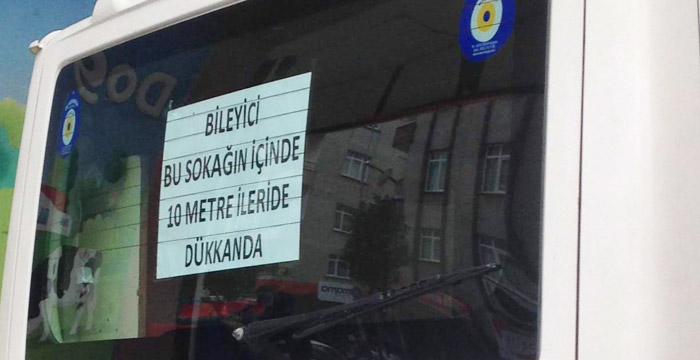 BİLEYİCİ
BU SOKAĞIN İÇİNDE
10 METRE İLERİDE
DÜKKANDA